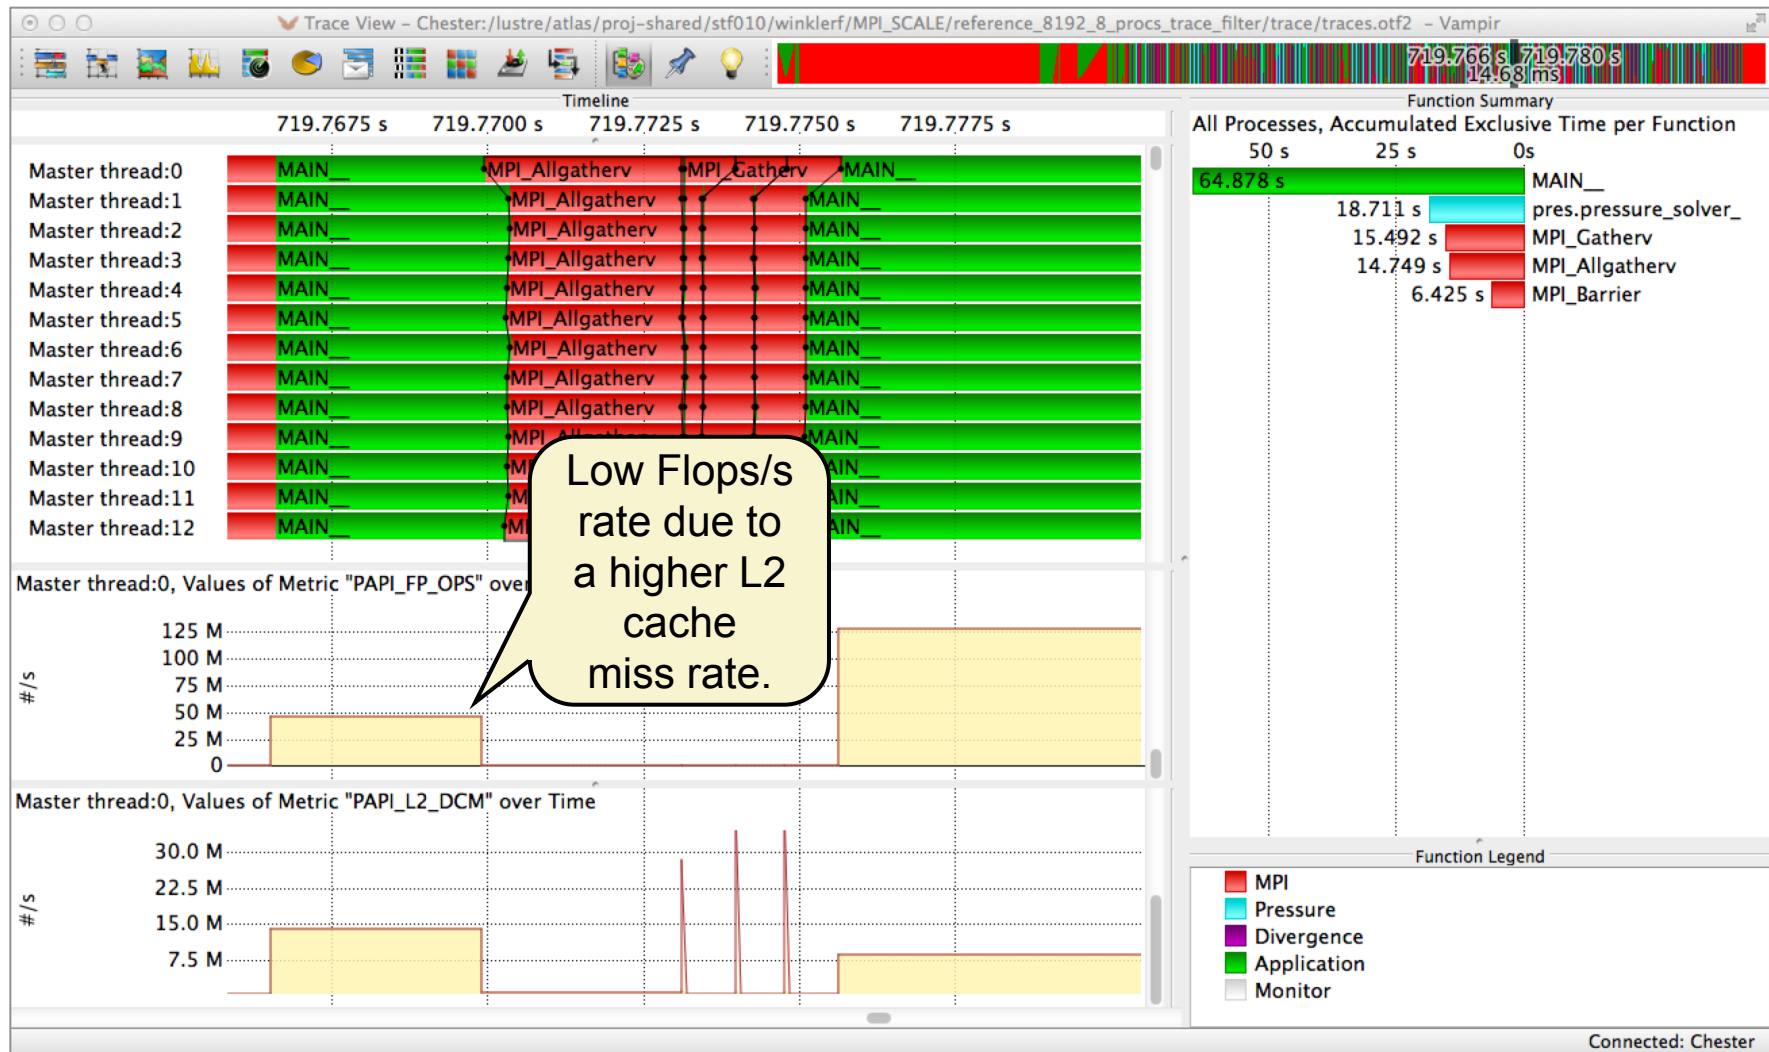 Trace View – Chester:/lustre/atlas/proj-shared/stf010/winklerf/MPI_SCALE/reference_8192_8_procs_trace_filter/trace/traces.otf2 – Vampir
719.766 s 719.780 s
14.68 ms
Timeline
719.7675 s 719.7700 s 719.7725 s 719.7750 s 719.7775 s
Master thread:0 MAIN__ MPI_Allgatherv MPI_Gatherv MAIN__
Master thread:1 MAIN__ MPI_Allgatherv MAIN__
Master thread:2 MAIN__ MPI_Allgatherv MAIN__
Master thread:3 MAIN__ MPI_Allgatherv MAIN__
Master thread:4 MAIN__ MPI_Allgatherv MAIN__
Master thread:5 MAIN__ MPI_Allgatherv MAIN__
Master thread:6 MAIN__ MPI_Allgatherv MAIN__
Master thread:7 MAIN__ MPI_Allgatherv MAIN__
Master thread:8 MAIN__ MPI_Allgatherv MAIN__
Master thread:9 MAIN__ MAIN__
Master thread:10 MAIN__
Master thread:11 MAIN__
Master thread:12 MAIN__
Low Flops/s
rate due to
a higher L2
cache
miss rate.
Master thread:0, Values of Metric "PAPI_FP_OPS" over
125 M
100 M
75 M
50 M
25 M
0
#/s
Master thread:0, Values of Metric "PAPI_L2_DCM" over Time
30.0 M
22.5 M
15.0 M
7.5 M
#/s
Function Summary
All Processes, Accumulated Exclusive Time per Function
50 s 25 s 0s
64.878 s MAIN__
18.711 s pres.pressure_solver_
15.492 s MPI_Gatherv
14.749 s MPI_Allgatherv
6.425 s MPI_Barrier
Function Legend
MPI
Pressure
Divergence
Application
Monitor
Connected: Chester